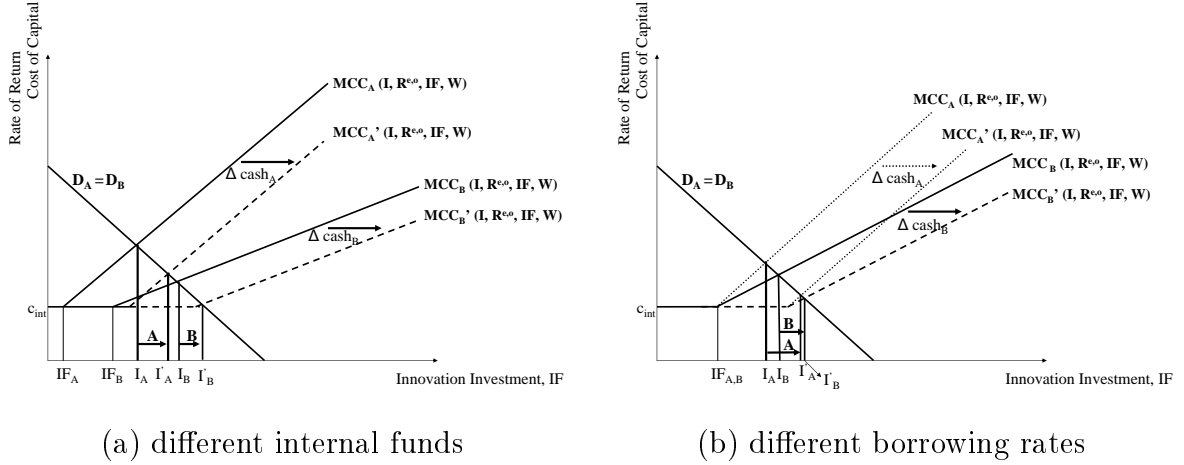 Rate of Return
Cost of Capital
MCC_A (I, R^{e,o}, IF, W)
MCC_A' (I, R^{e,o}, IF, W)
Δ cash_A
D_A = D_B
MCC_B (I, R^{e,o}, IF, W)
MCC_B' (I, R^{e,o}, IF, W)
Δ cash_B
c_int
A
B
IF_A IF_B I_A I'_A I_B I'_B
Innovation Investment, IF
(a) different internal funds
Rate of Return
Cost of Capital
MCC_A (I, R^{e,o}, IF, W)
MCC_A' (I, R^{e,o}, IF, W)
MCC_B (I, R^{e,o}, IF, W)
Δ cash_A
D_A = D_B
MCC_B' (I, R^{e,o}, IF, W)
Δ cash_B
c_int
B
A
IF_{A,B} I_A I_B I'_A I'_B
Innovation Investment, IF
(b) different borrowing rates